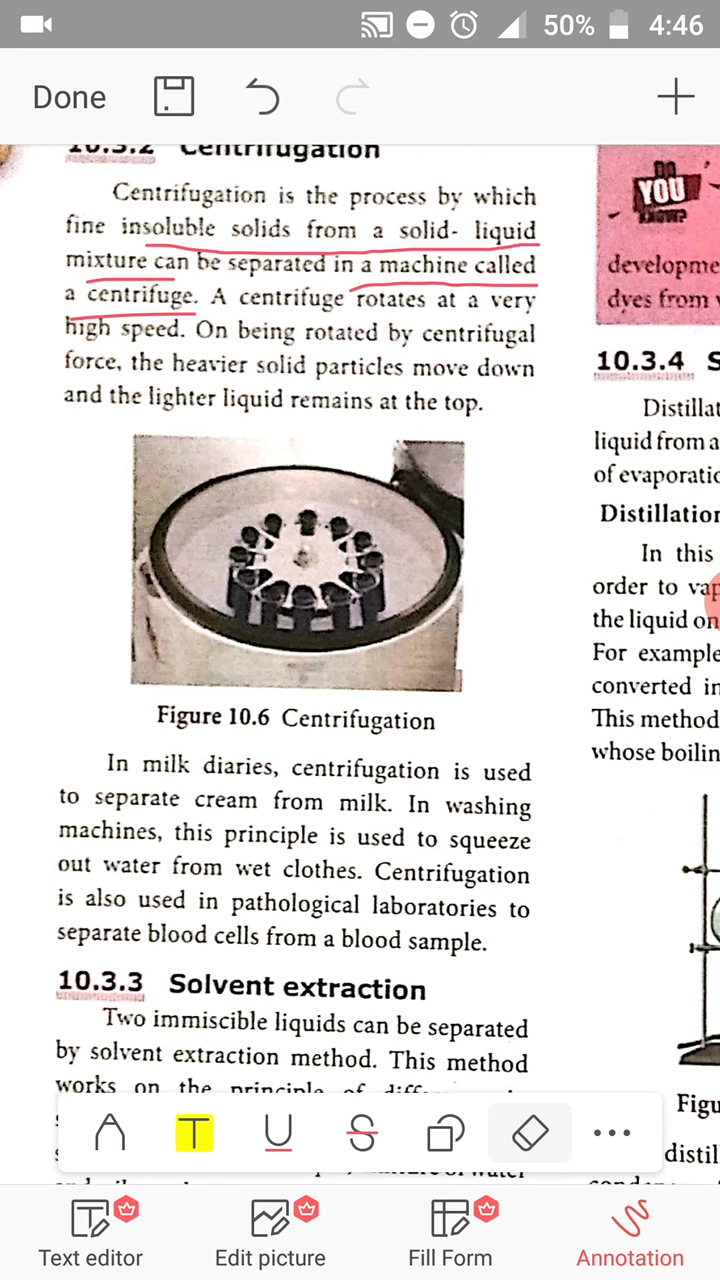 50% 4:46
Done
10.3.2 Centrifugation
Centrifugation is the process by which
fine insoluble solids from a solid- liquid
mixture can be separated in a machine called
a centrifuge. A centrifuge rotates at a very
high speed. On being rotated by centrifugal
force, the heavier solid particles move down
and the lighter liquid remains at the top.
Figure 10.6 Centrifugation
In milk diaries, centrifugation is used
to separate cream from milk. In washing
machines, this principle is used to squeeze
out water from wet clothes. Centrifugation
is also used in pathological laboratories to
separate blood cells from a blood sample.
10.3.3 Solvent extraction
Two immiscible liquids can be separated
by solvent extraction method. This method
works on the principle of
water
DO
YOU
KNOW?
developme
dyes from
10.3.4 S
Distillat
liquid from a
of evaporatio
Distillation
In this
order to vap
the liquid on
For example
converted in
This method
whose boilin
Figu
distil
T U S
Text editor Edit picture Fill Form Annotation